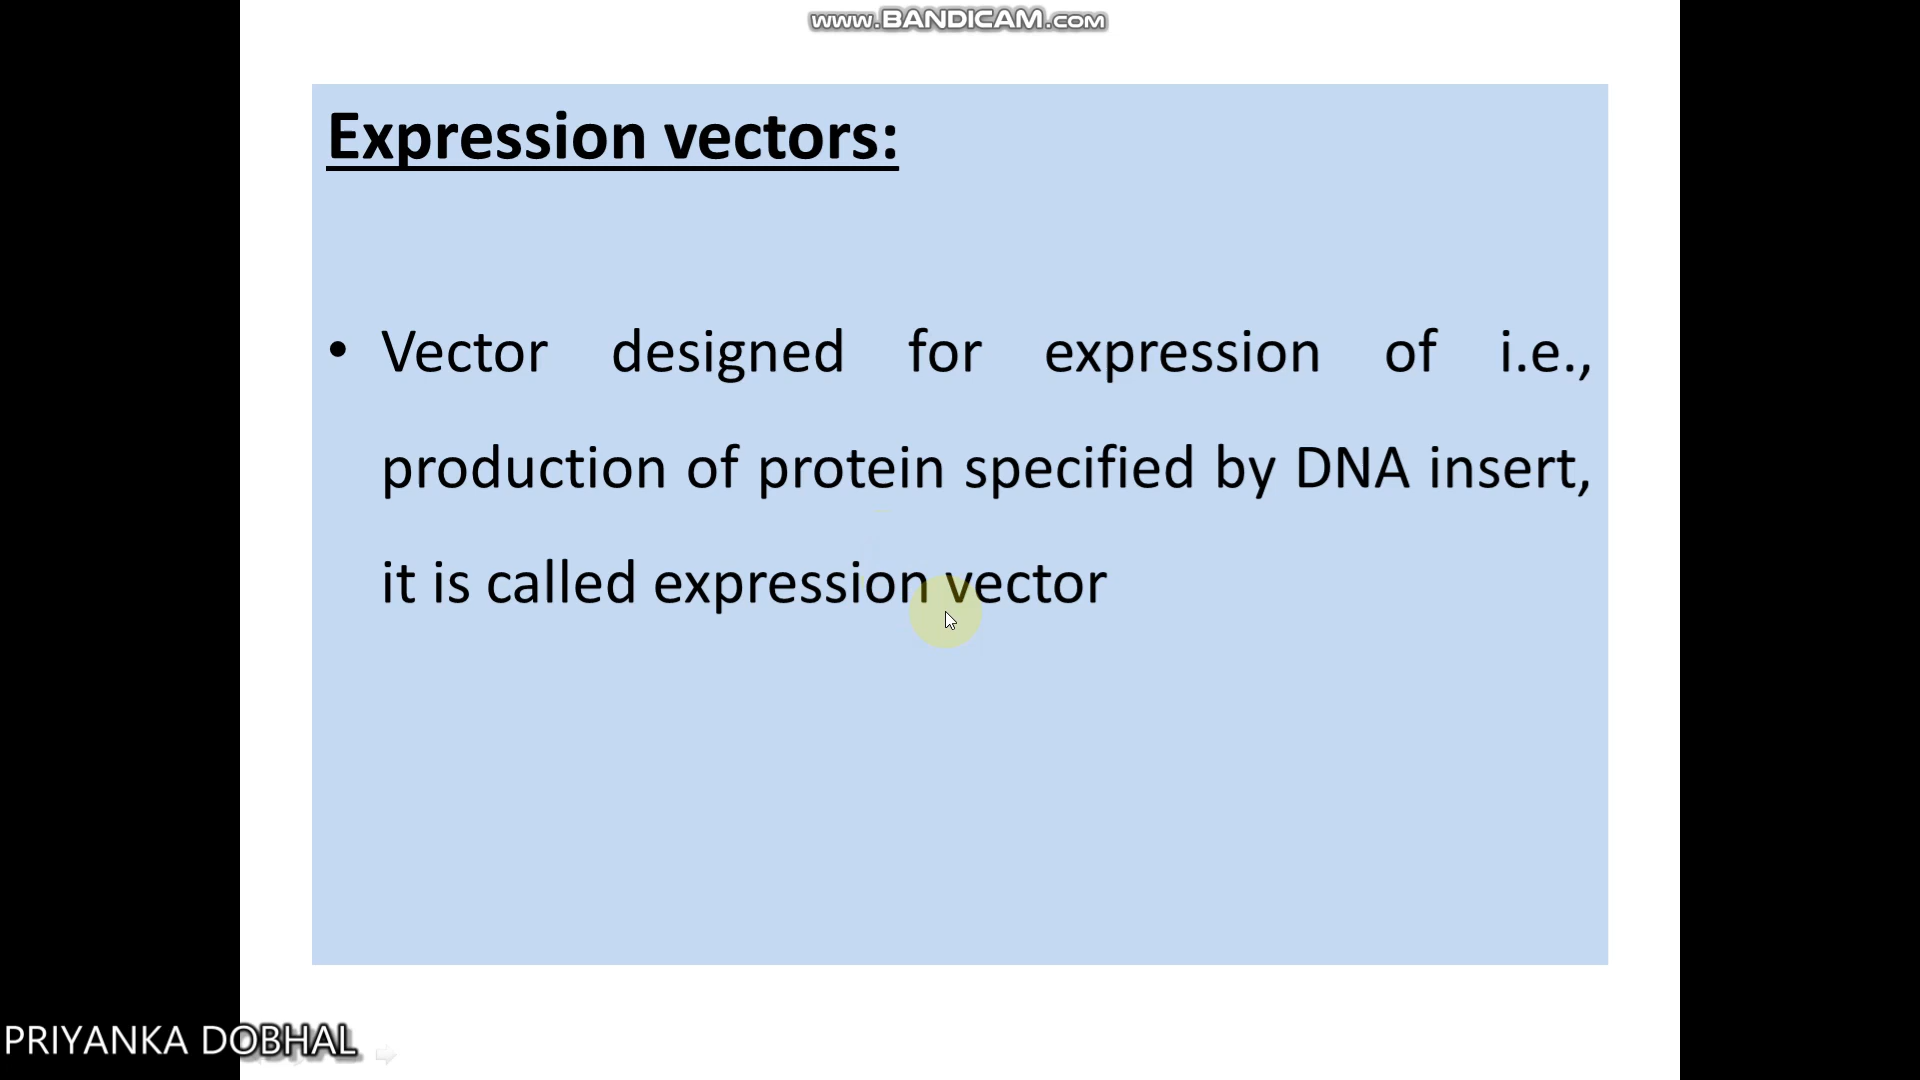 www.BANDICAM.com
Expression vectors:
• Vector designed for expression of i.e.,
production of protein specified by DNA insert,
it is called expression vector
PRIYANKA DOBHAL